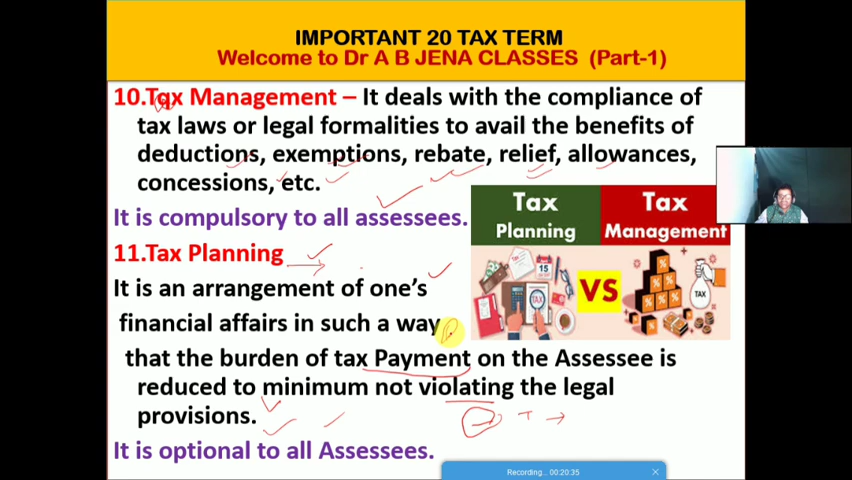 IMPORTANT 20 TAX TERM
Welcome to Dr A B JENA CLASSES (Part-1)
10.Tax Management – It deals with the compliance of
tax laws or legal formalities to avail the benefits of
deductions, exemptions, rebate, relief, allowances,
concessions, etc.
It is compulsory to all assessees.
11.Tax Planning
It is an arrangement of one's
financial affairs in such a way
that the burden of tax Payment on the Assessee is
reduced to minimum not violating the legal
provisions.
It is optional to all Assessees.
Tax
Planning
Tax
Management
VS
15
TAX
TAX
Recording... 00:20:35